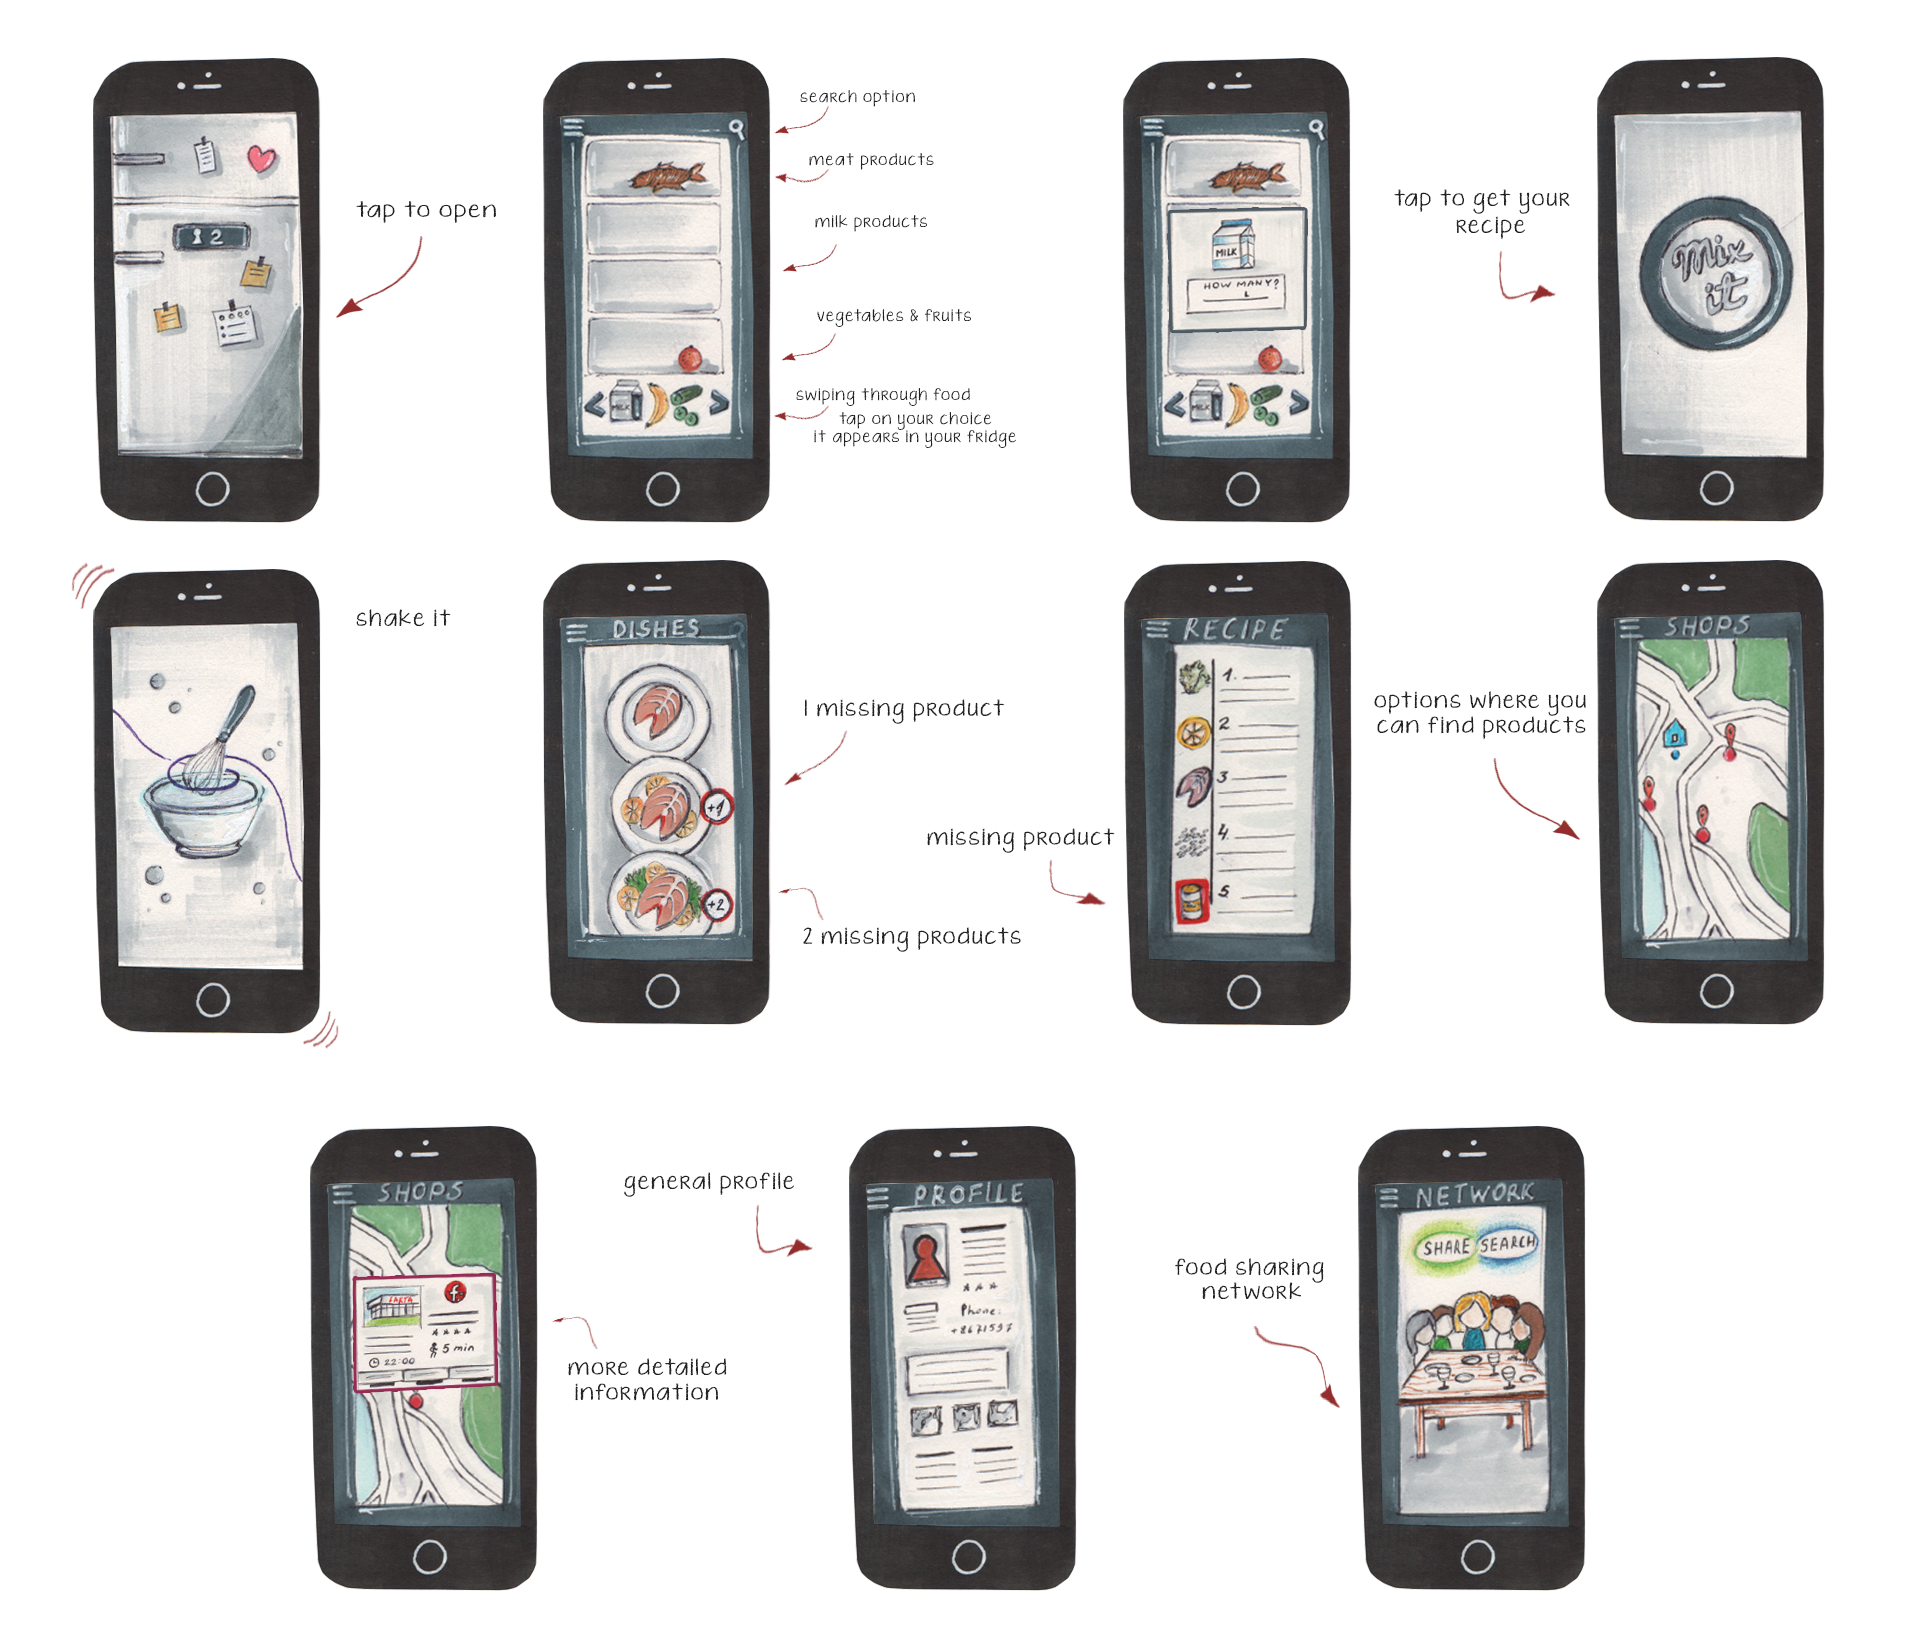 12
tap to open
search option
meat products
milk products
vegetables & fruits
swiping through food
tap on your choice
it appears in your fridge
MILK
MILK
HOW MANY?
MILK
tap to get your
recipe
Mix
it
shake it
DISHES
+1
+2
1 missing product
2 missing products
missing product
RECIPE
1.
2
3
4.
5
options where you
can find products
SHOPS
SHOPS
f
5 min
22:00
more detailed
information
general profile
PROFILE
Phone:
+8671597
food sharing
network
NETWORK
SHARE
SEARCH